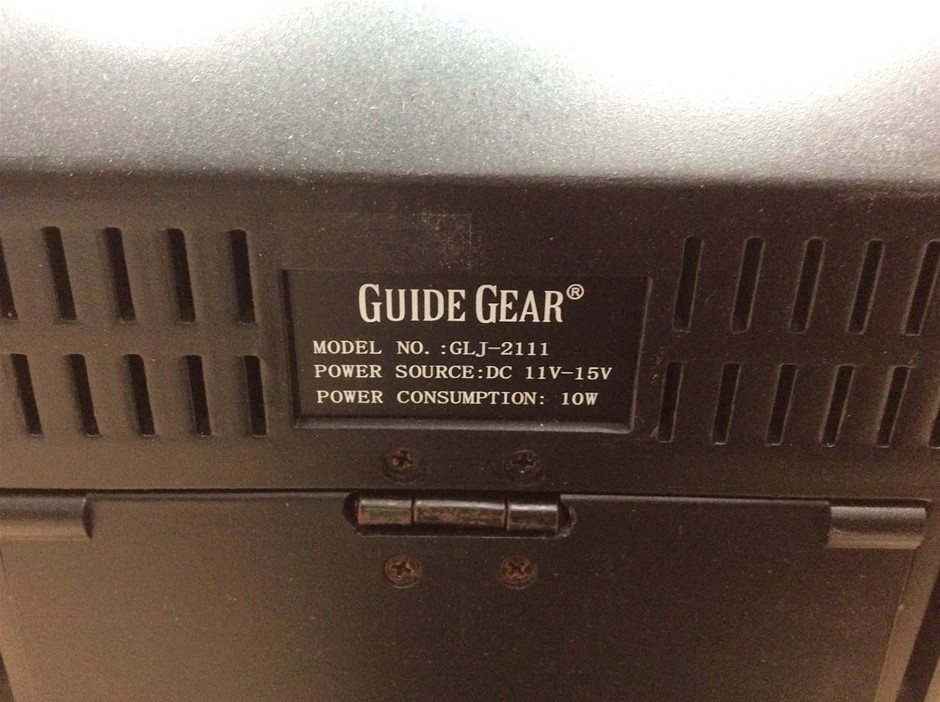 GUIDE GEAR®
MODEL NO.:GLJ-2111
POWER SOURCE:DC 11V-15V
POWER CONSUMPTION: 10W